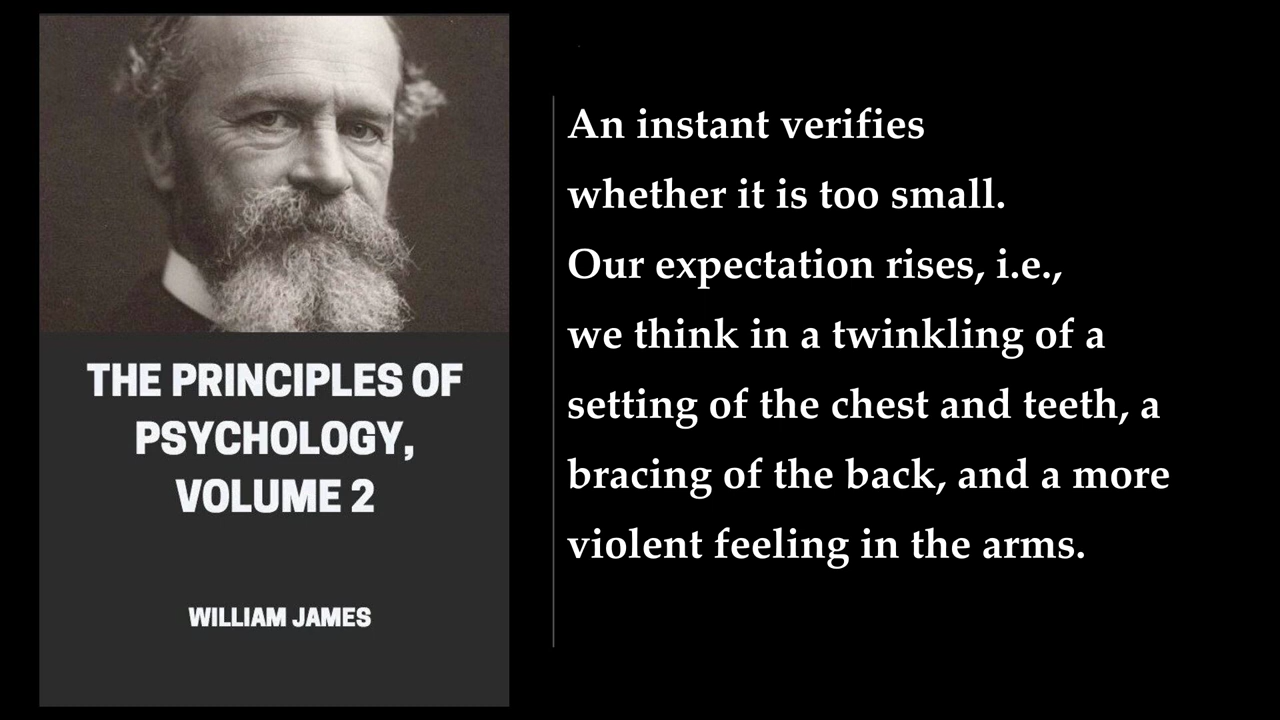 THE PRINCIPLES OF
PSYCHOLOGY,
VOLUME 2
WILLIAM JAMES
An instant verifies
whether it is too small.
Our expectation rises, i.e.,
we think in a twinkling of a
setting of the chest and teeth, a
bracing of the back, and a more
violent feeling in the arms.